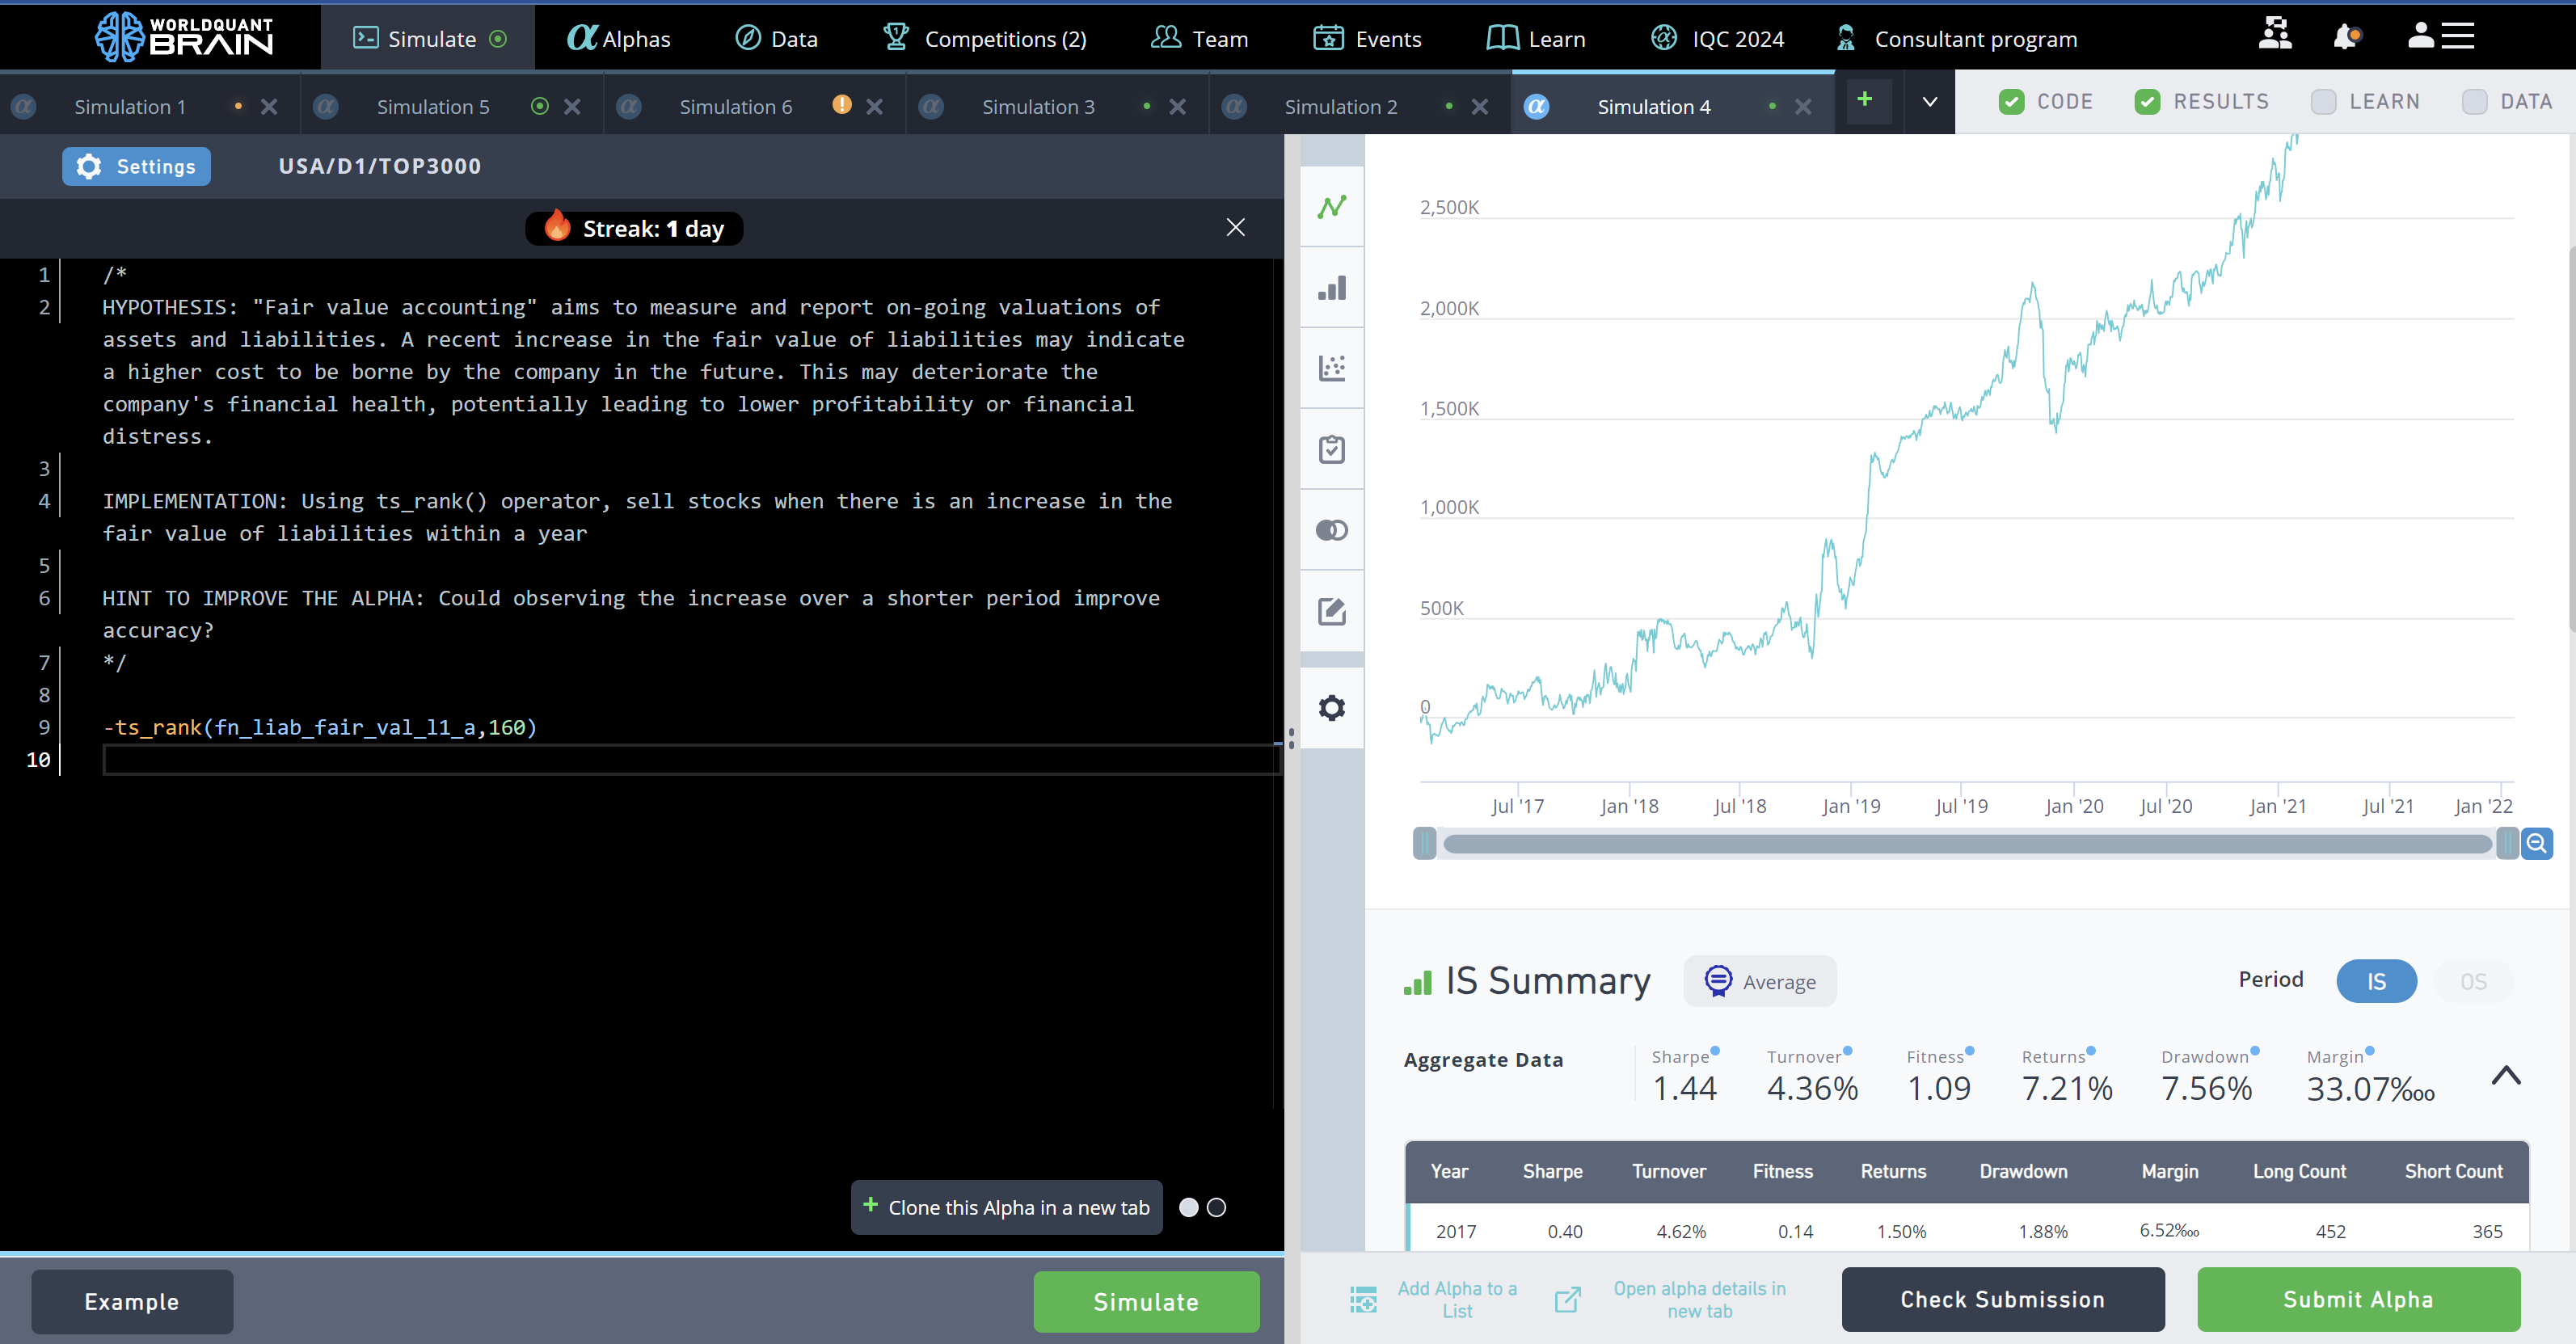 WORLDQUANT
BRAIN
Simulate
Alphas
Data
Competitions (2)
Team
Events
Learn
IQC 2024
Consultant program
Simulation 1
Simulation 5
Simulation 6
Simulation 3
Simulation 2
Simulation 4
CODE
RESULTS
LEARN
DATA
Settings
USA/D1/TOP3000
Streak: 1 day
1 /*
2 HYPOTHESIS: "Fair value accounting" aims to measure and report on-going valuations of
assets and liabilities. A recent increase in the fair value of liabilities may indicate
a higher cost to be borne by the company in the future. This may deteriorate the
company's financial health, potentially leading to lower profitability or financial
distress.
3
4 IMPLEMENTATION: Using ts_rank() operator, sell stocks when there is an increase in the
fair value of liabilities within a year
5
6 HINT TO IMPROVE THE ALPHA: Could observing the increase over a shorter period improve
accuracy?
7 */
8
9 -ts_rank(fn_liab_fair_val_l1_a,160)
10
Clone this Alpha in a new tab
Example
Simulate
2,500K
2,000K
1,500K
1,000K
500K
0
Jul '17 Jan '18 Jul '18 Jan '19 Jul '19 Jan '20 Jul '20 Jan '21 Jul '21 Jan '22
IS Summary
Average
Period
IS
OS
Aggregate Data
Sharpe Turnover Fitness Returns Drawdown Margin
1.44 4.36% 1.09 7.21% 7.56% 33.07‱
Year Sharpe Turnover Fitness Returns Drawdown Margin Long Count Short Count
2017 0.40 4.62% 0.14 1.50% 1.88% 6.52‱ 452 365
Add Alpha to a
List
Open alpha details in
new tab
Check Submission
Submit Alpha